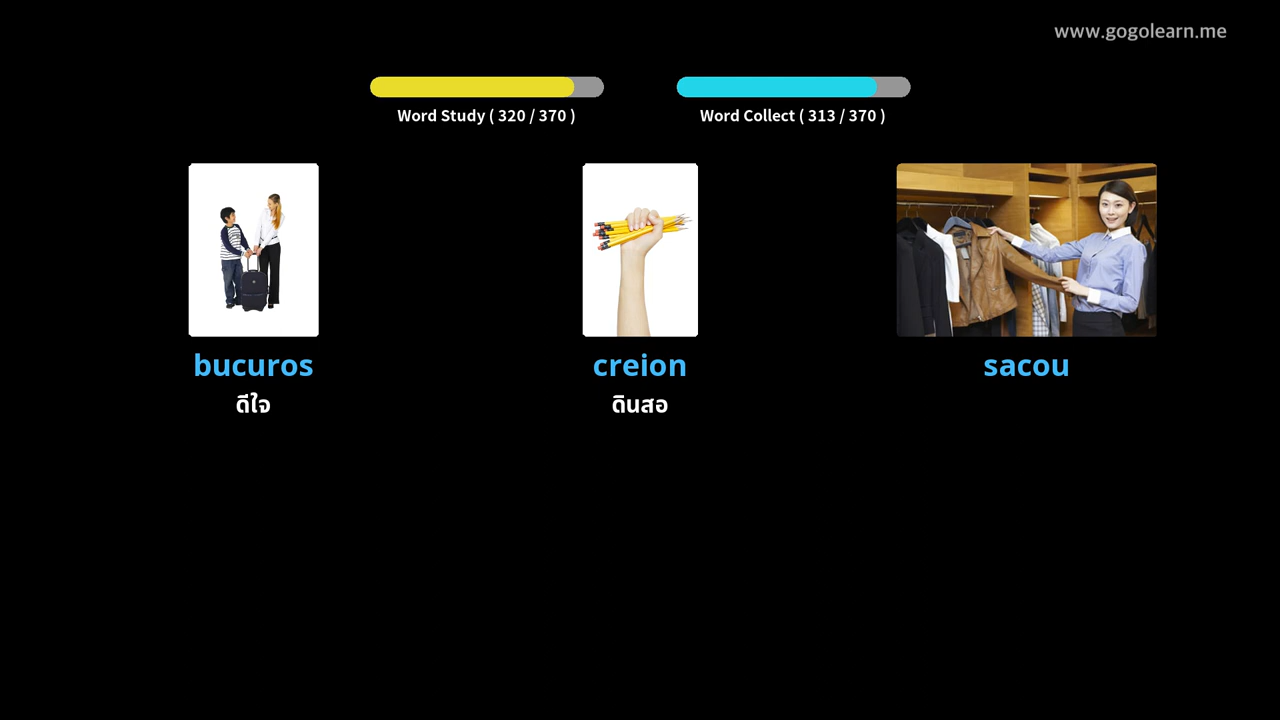 www.gogolearn.me
Word Study ( 320 / 370 )
Word Collect ( 313 / 370 )
bucuros
ดีใจ
creion
ดินสอ
sacou